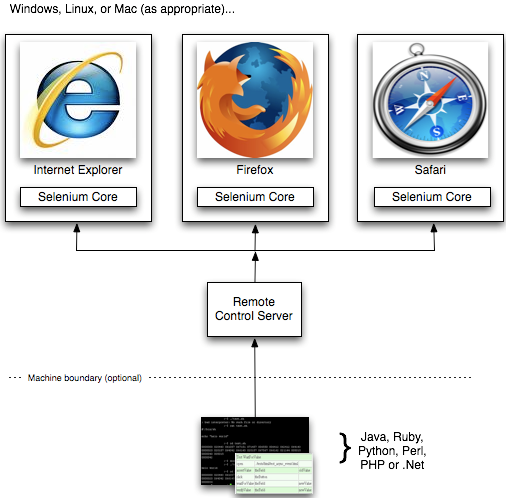 Windows, Linux, or Mac (as appropriate)...
Internet Explorer
Firefox
Safari
Selenium Core
Selenium Core
Selenium Core
N
E
S
W
Remote
Control Server
Machine boundary (optional)
Java, Ruby,
Python, Perl,
PHP or .Net